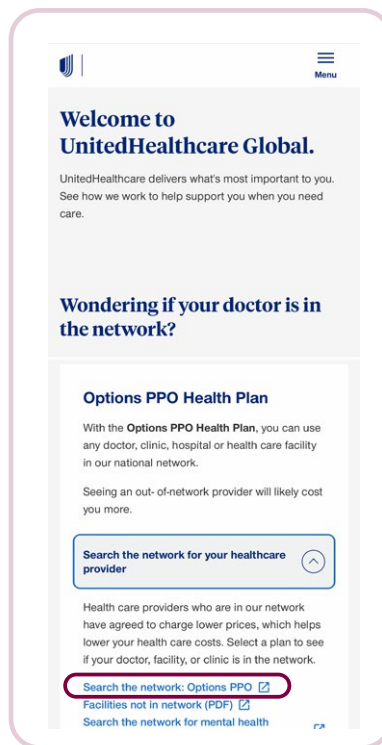 Menu
Welcome to
UnitedHealthcare Global.
UnitedHealthcare delivers what's most important to you.
See how we work to help support you when you need
care.
Wondering if your doctor is in
the network?
Options PPO Health Plan
With the Options PPO Health Plan, you can use
any doctor, clinic, hospital or health care facility
in our national network.
Seeing an out- of-network provider will likely cost
you more.
Search the network for your healthcare
provider
Health care providers who are in our network
have agreed to charge lower prices, which helps
lower your health care costs. Select a plan to see
if your doctor, facility, or clinic is in the network.
Search the network: Options PPO
Facilities not in network (PDF)
Search the network for mental health